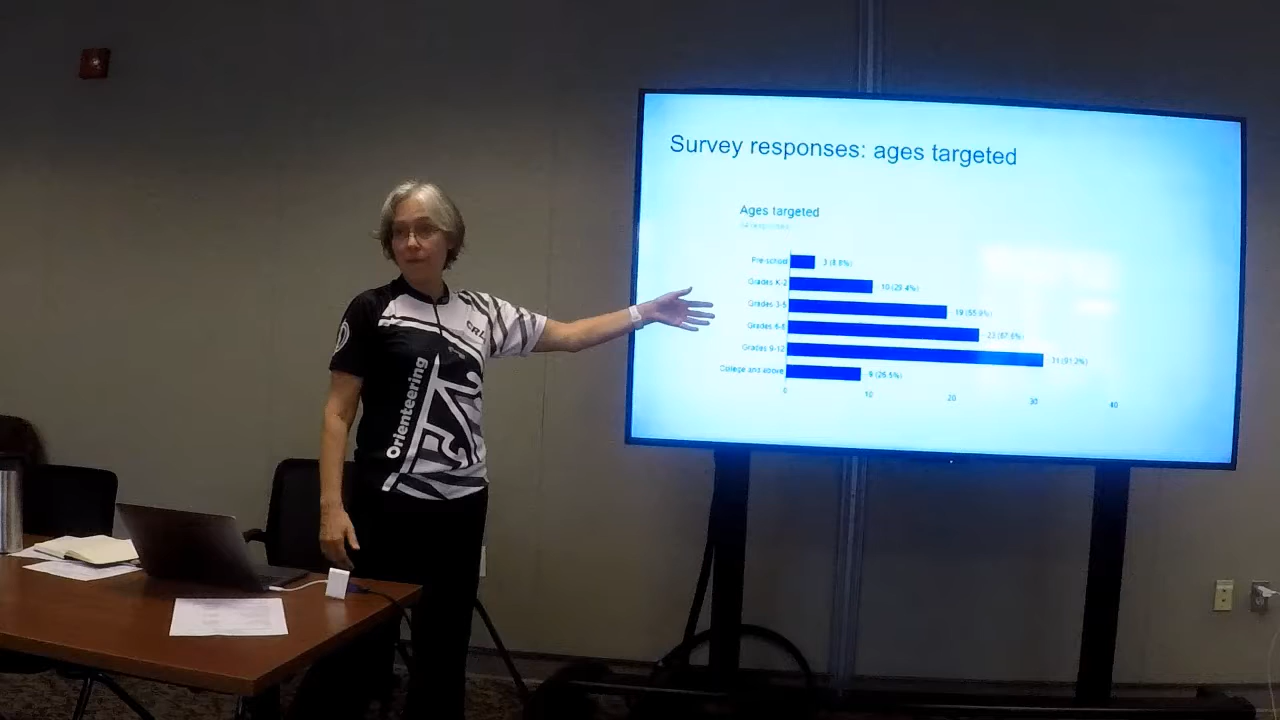 Survey responses: ages targeted
Ages targeted
34 responses
Pre-school 3 (8.8%)
Grades K-2 10 (29.4%)
Grades 3-5 19 (55.9%)
Grades 6-8 23 (67.6%)
Grades 9-12 31 (91.2%)
College and above 9 (26.5%)
0 10 20 30 40
Orienteering